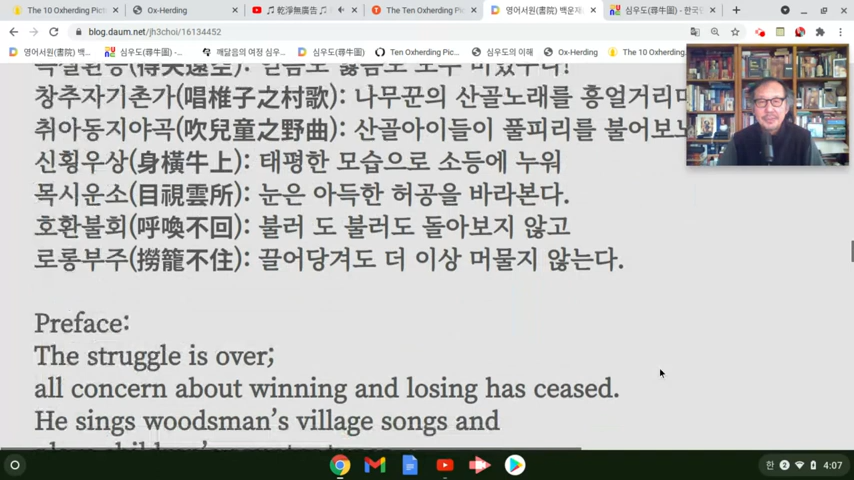 The 10 Oxherding Pictu
Ox-Herding
The Ten Oxherding Pic
영어서원(書院) 백운재
심우도(尋牛圖) - 한국민
blog.daum.net/jh3choi/16134452
영어서원(書院) 백...
심우도(尋牛圖) -...
깨달음의 여정 심우...
심우도(尋牛圖)
Ten Oxherding Pict...
심우도의 이해
Ox-Herding
The 10 Oxherding...
창추자기촌가(唱椎子之村歌): 나무꾼의 산골노래를 흥얼거리며
취아동지야곡(吹兒童之野曲): 산골아이들이 풀피리를 불어보
신횡우상(身橫牛上): 태평한 모습으로 소등에 누워
목시운소(目視雲所): 눈은 아득한 허공을 바라본다.
호환불회(呼喚不回): 불러 도 불러도 돌아보지 않고
로롱부주(撈籠不住): 끌어당겨도 더 이상 머물지 않는다.
Preface:
The struggle is over;
all concern about winning and losing has ceased.
He sings woodsman's village songs and
한 2 4:07